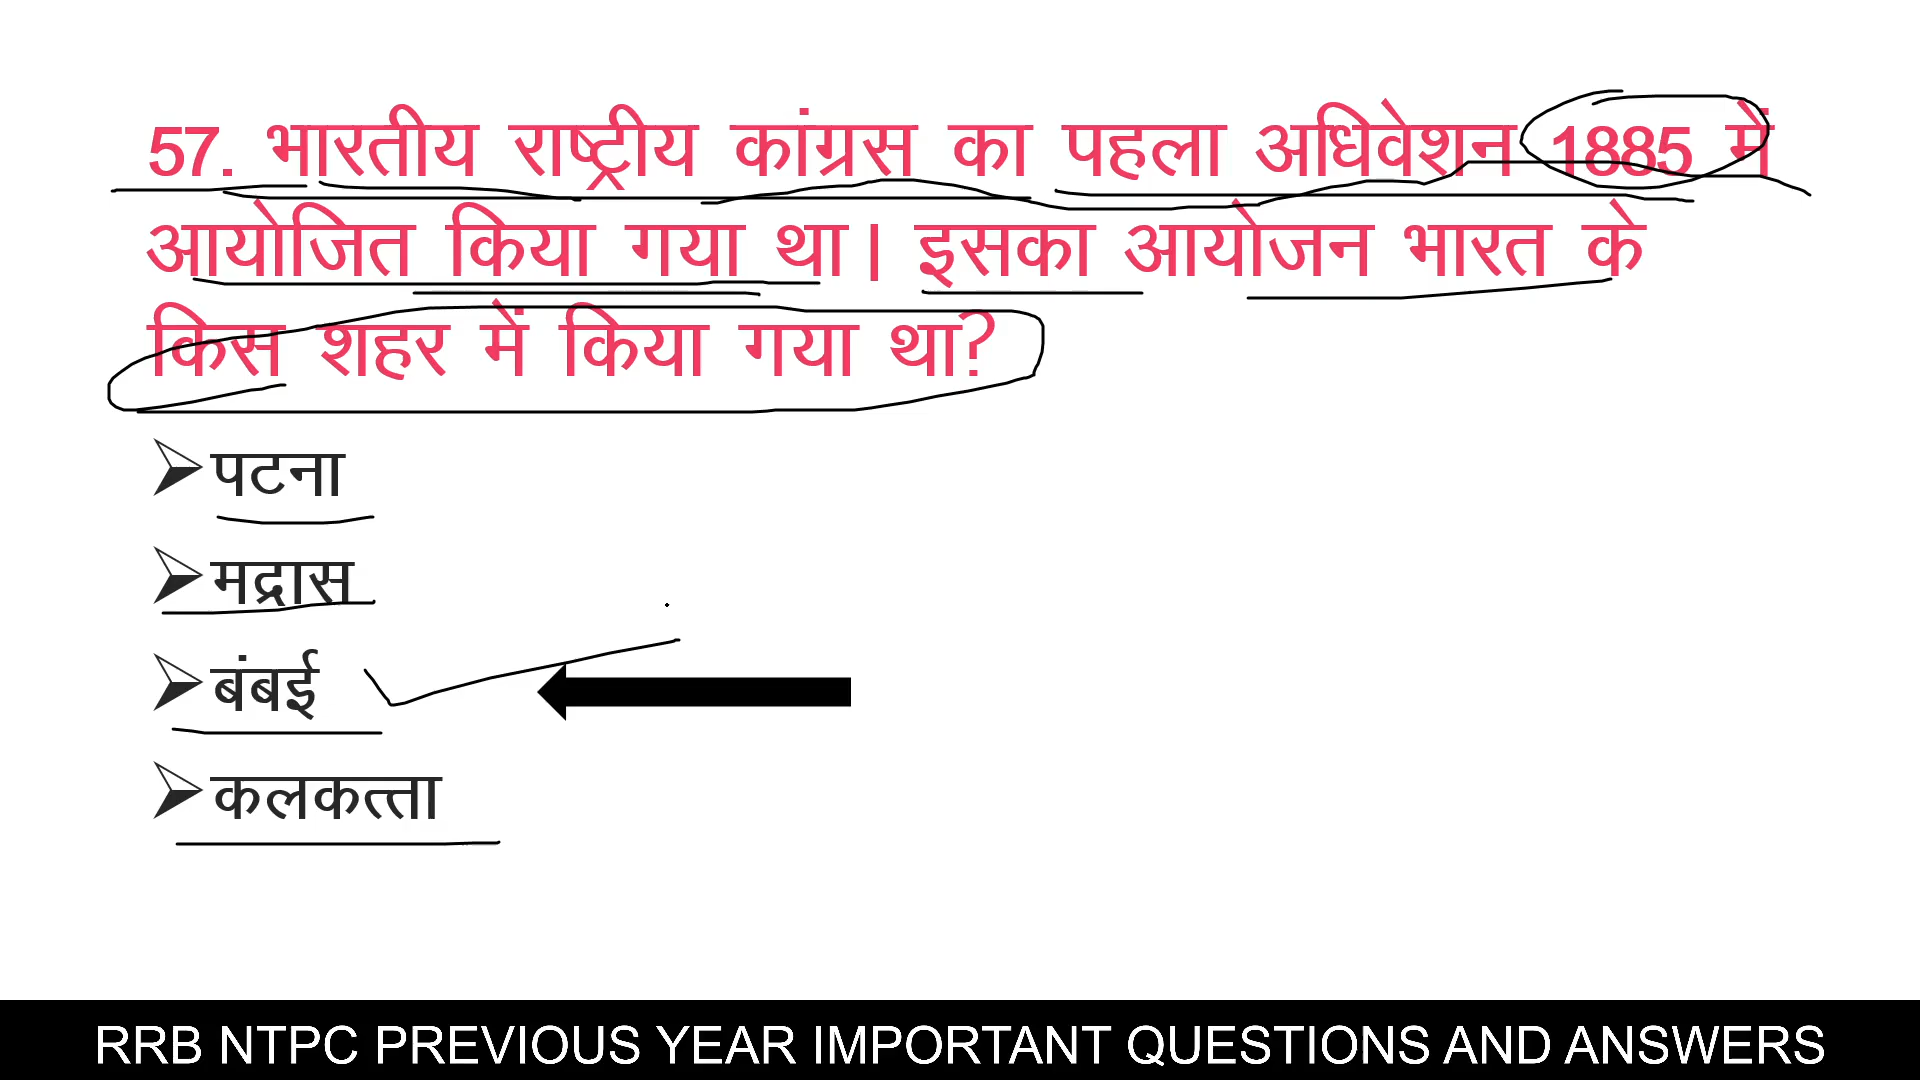 57. भारतीय राष्ट्रीय कांग्रस का पहला अधिवेशन 1885 में
आयोजित किया गया था। इसका आयोजन भारत के
किस शहर में किया गया था?
पटना
मद्रास
बंबई
कलकत्ता
RRB NTPC PREVIOUS YEAR IMPORTANT QUESTIONS AND ANSWERS